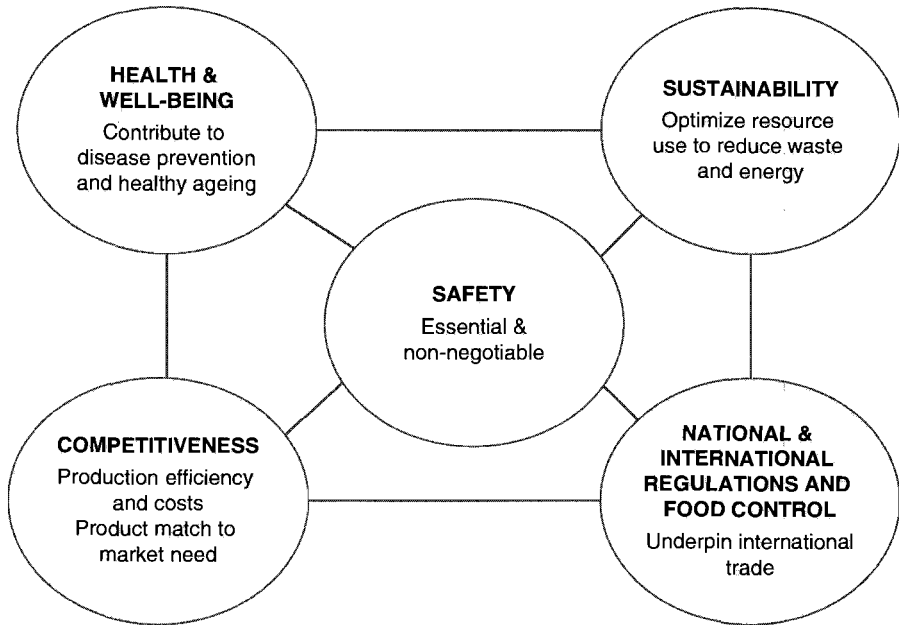 HEALTH &
WELL-BEING
Contribute to
disease prevention
and healthy ageing
SUSTAINABILITY
Optimize resource
use to reduce waste
and energy
SAFETY
Essential &
non-negotiable
COMPETITIVENESS
Production efficiency
and costs
Product match to
market need
NATIONAL &
INTERNATIONAL
REGULATIONS AND
FOOD CONTROL
Underpin international
trade